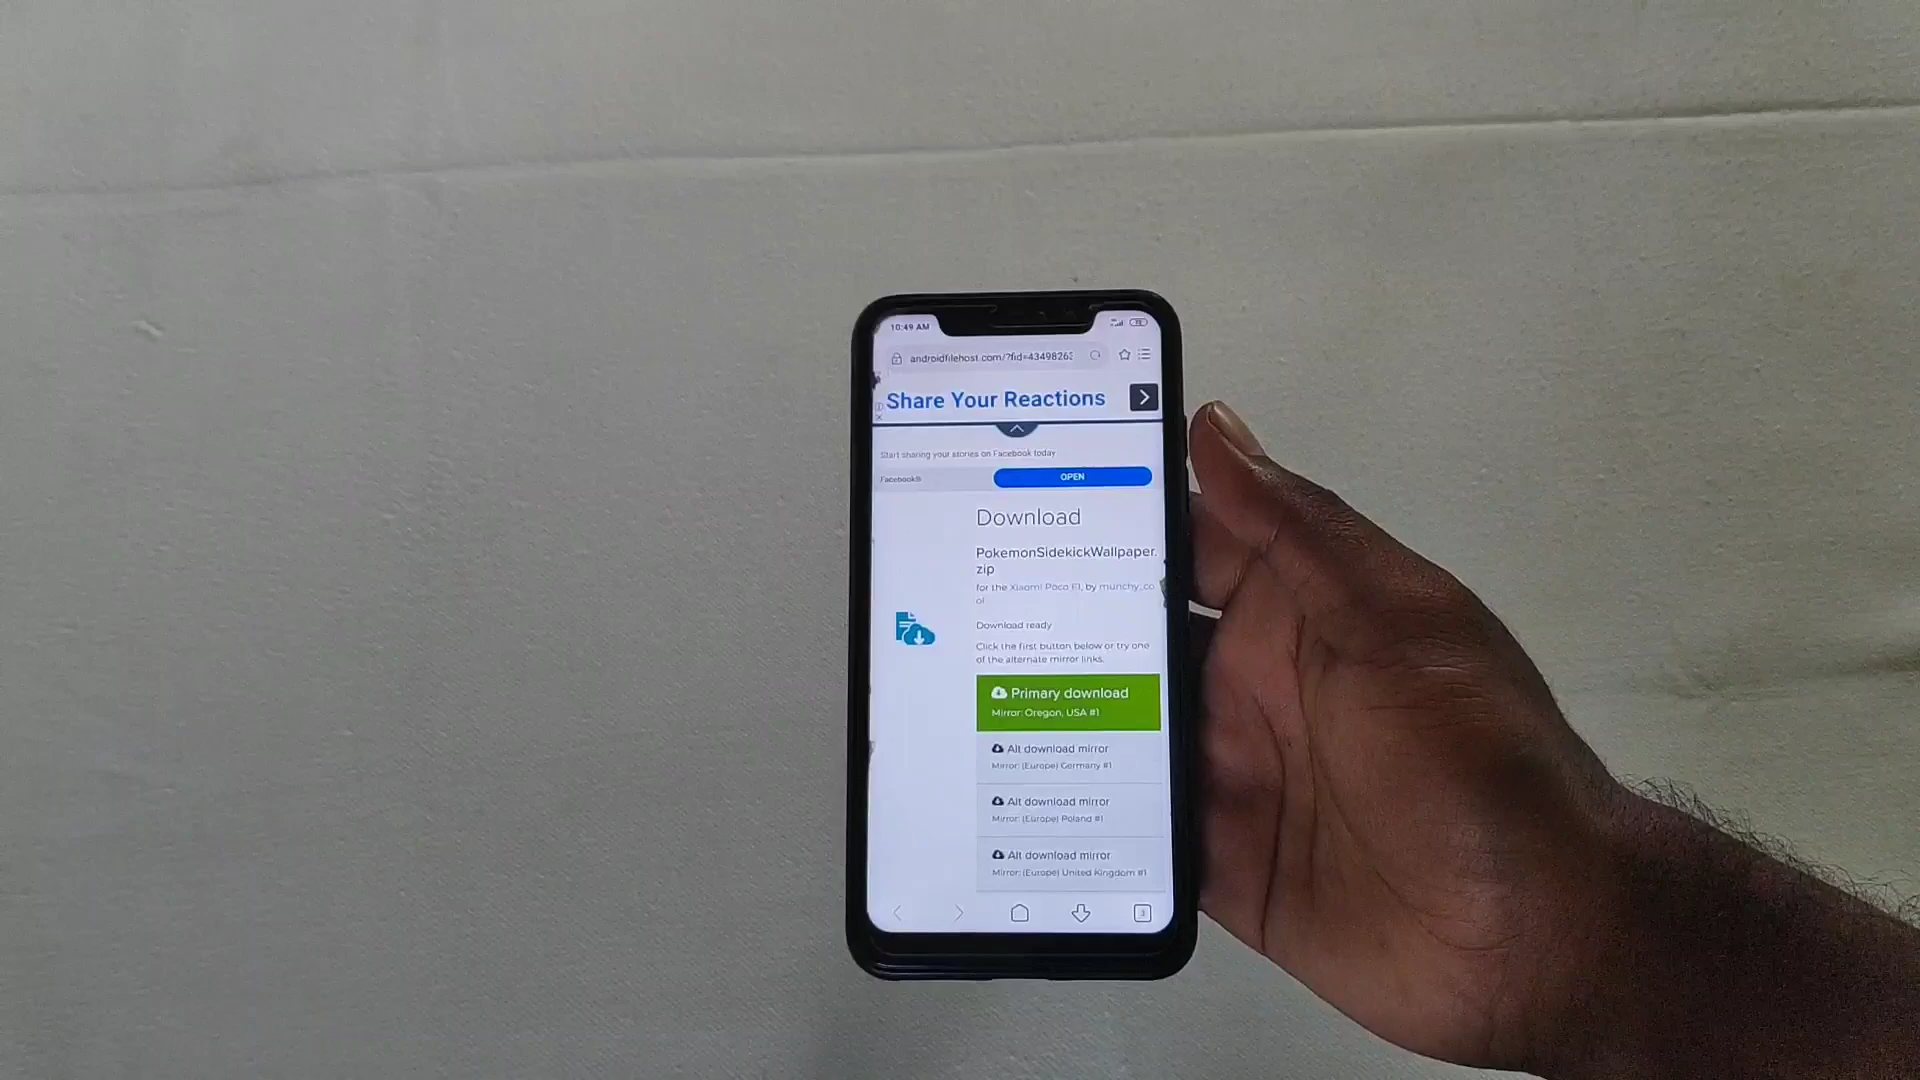 10:49 AM
androidfilehost.com/?fid=43498263
Share Your Reactions
Start sharing your stories on Facebook today
Facebook®
OPEN
Download
PokemonSidekickWallpaper.
zip
for the Xiaomi Poco F1, by munchy_co
ol
Download ready
Click the first button below or try one
of the alternate mirror links.
Primary download
Mirror: Oregon, USA #1
Alt download mirror
Mirror: (Europe) Germany #1
Alt download mirror
Mirror: (Europe) Poland #1
Alt download mirror
Mirror: (Europe) United Kingdom #1
3